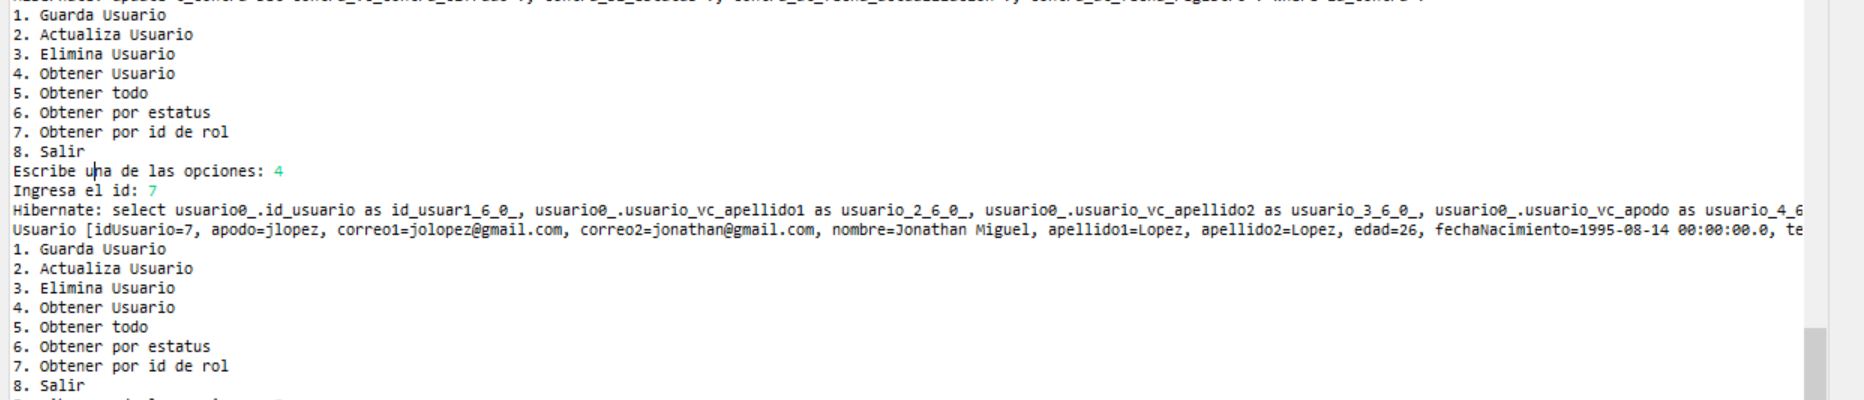 1. Guarda Usuario
2. Actualiza Usuario
3. Elimina Usuario
4. Obtener Usuario
5. Obtener todo
6. Obtener por estatus
7. Obtener por id de rol
8. Salir
Escribe una de las opciones: 4
Ingresa el id: 7
Hibernate: select usuario0_.id_usuario as id_usuar1_6_0_, usuario0_.usuario_vc_apellido1 as usuario_2_6_0_, usuario0_.usuario_vc_apellido2 as usuario_3_6_0_, usuario0_.usuario_vc_apodo as usuario_4_6
Usuario [idUsuario=7, apodo=jlopez, correo1=jolopez@gmail.com, correo2=jonathan@gmail.com, nombre=Jonathan Miguel, apellido1=Lopez, apellido2=Lopez, edad=26, fechaNacimiento=1995-08-14 00:00:00.0, te
1. Guarda Usuario
2. Actualiza Usuario
3. Elimina Usuario
4. Obtener Usuario
5. Obtener todo
6. Obtener por estatus
7. Obtener por id de rol
8. Salir